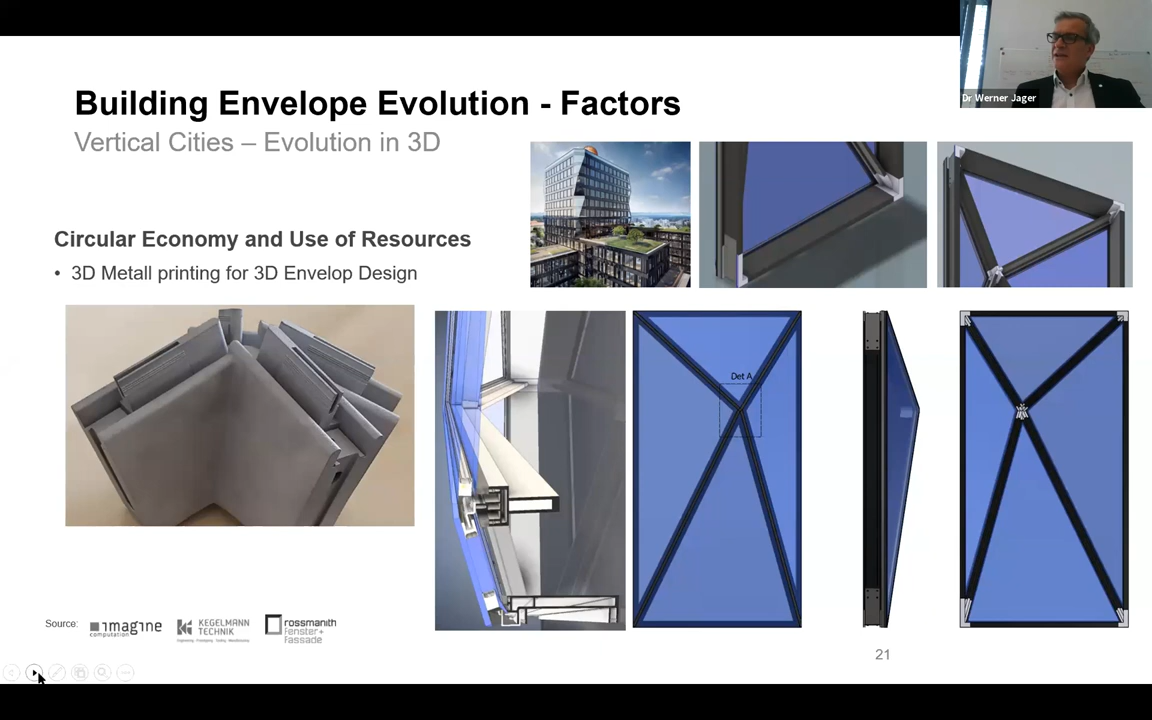 Building Envelope Evolution - Factors
Vertical Cities – Evolution in 3D
Dr Werner Jager
Circular Economy and Use of Resources
• 3D Metall printing for 3D Envelop Design
Det A
Source:
imagine
computation
KEGELMANN
TECHNIK
rossmanith
Fenster+
Fassade
21